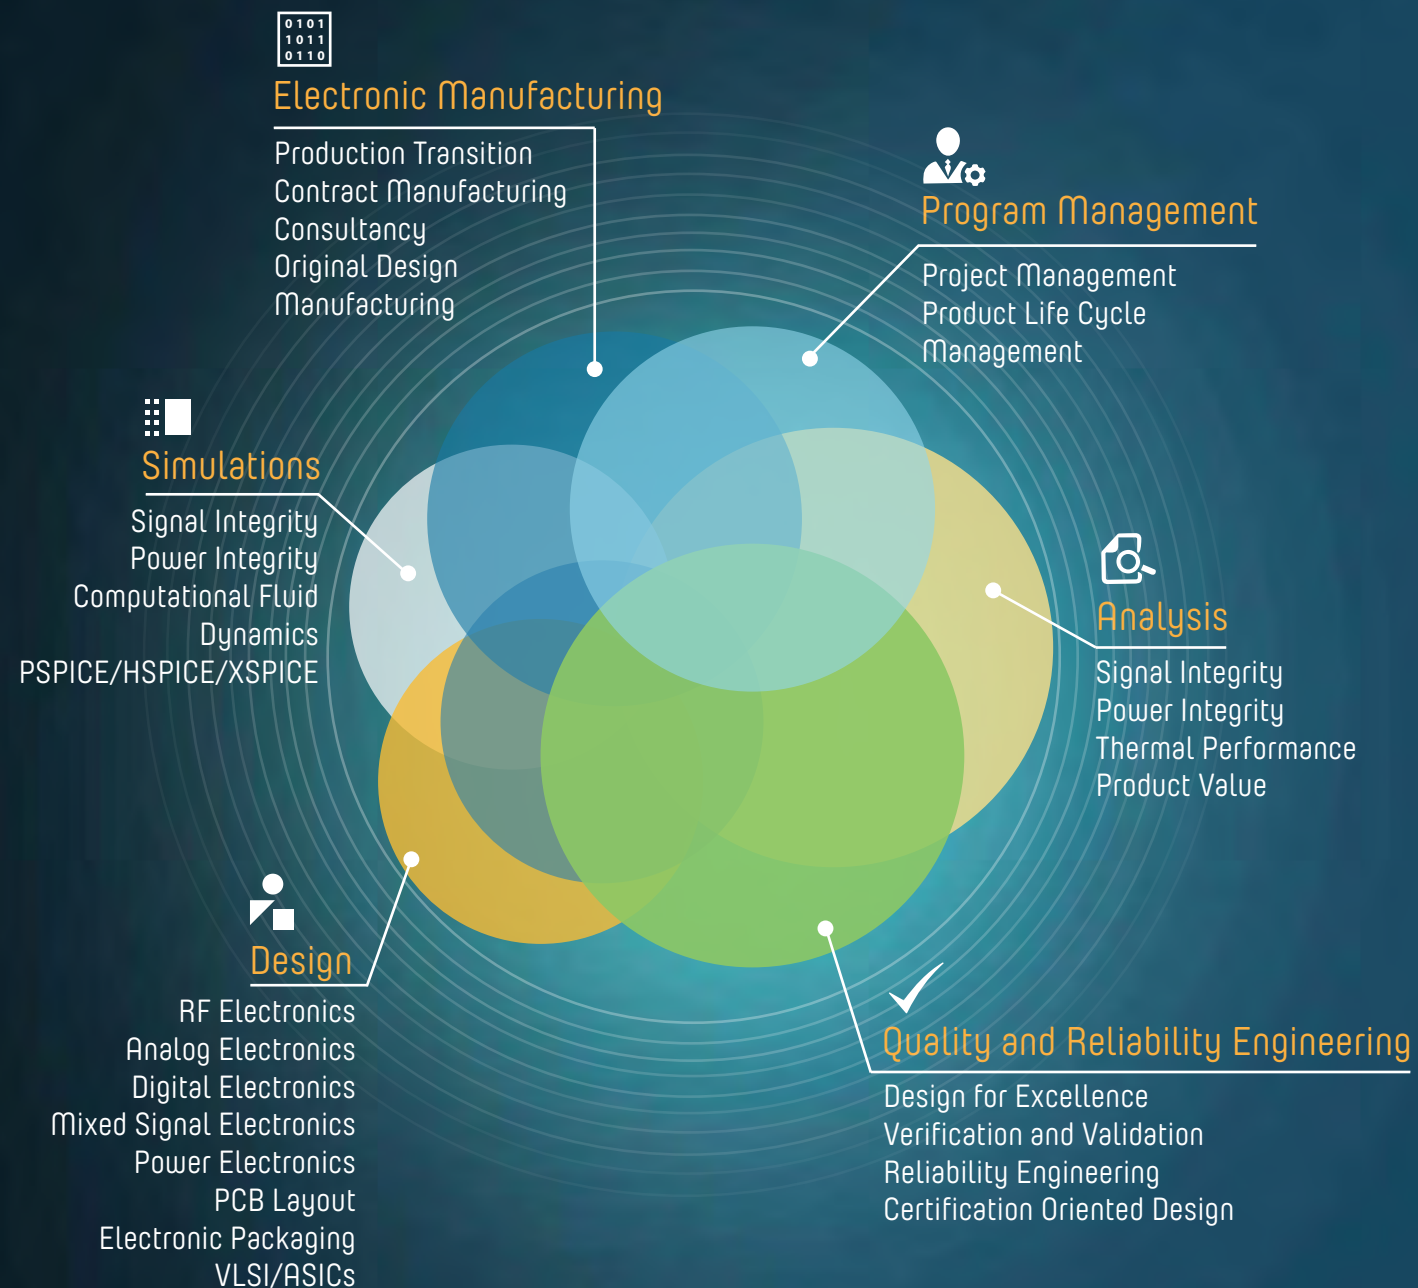 0101
1011
0110
Electronic Manufacturing
Production Transition
Contract Manufacturing
Consultancy
Original Design
Manufacturing
Program Management
Project Management
Product Life Cycle
Management
Simulations
Signal Integrity
Power Integrity
Computational Fluid
Dynamics
PSPICE/HSPICE/XSPICE
Analysis
Signal Integrity
Power Integrity
Thermal Performance
Product Value
Design
RF Electronics
Analog Electronics
Digital Electronics
Mixed Signal Electronics
Power Electronics
PCB Layout
Electronic Packaging
VLSI/ASICs
Quality and Reliability Engineering
Design for Excellence
Verification and Validation
Reliability Engineering
Certification Oriented Design